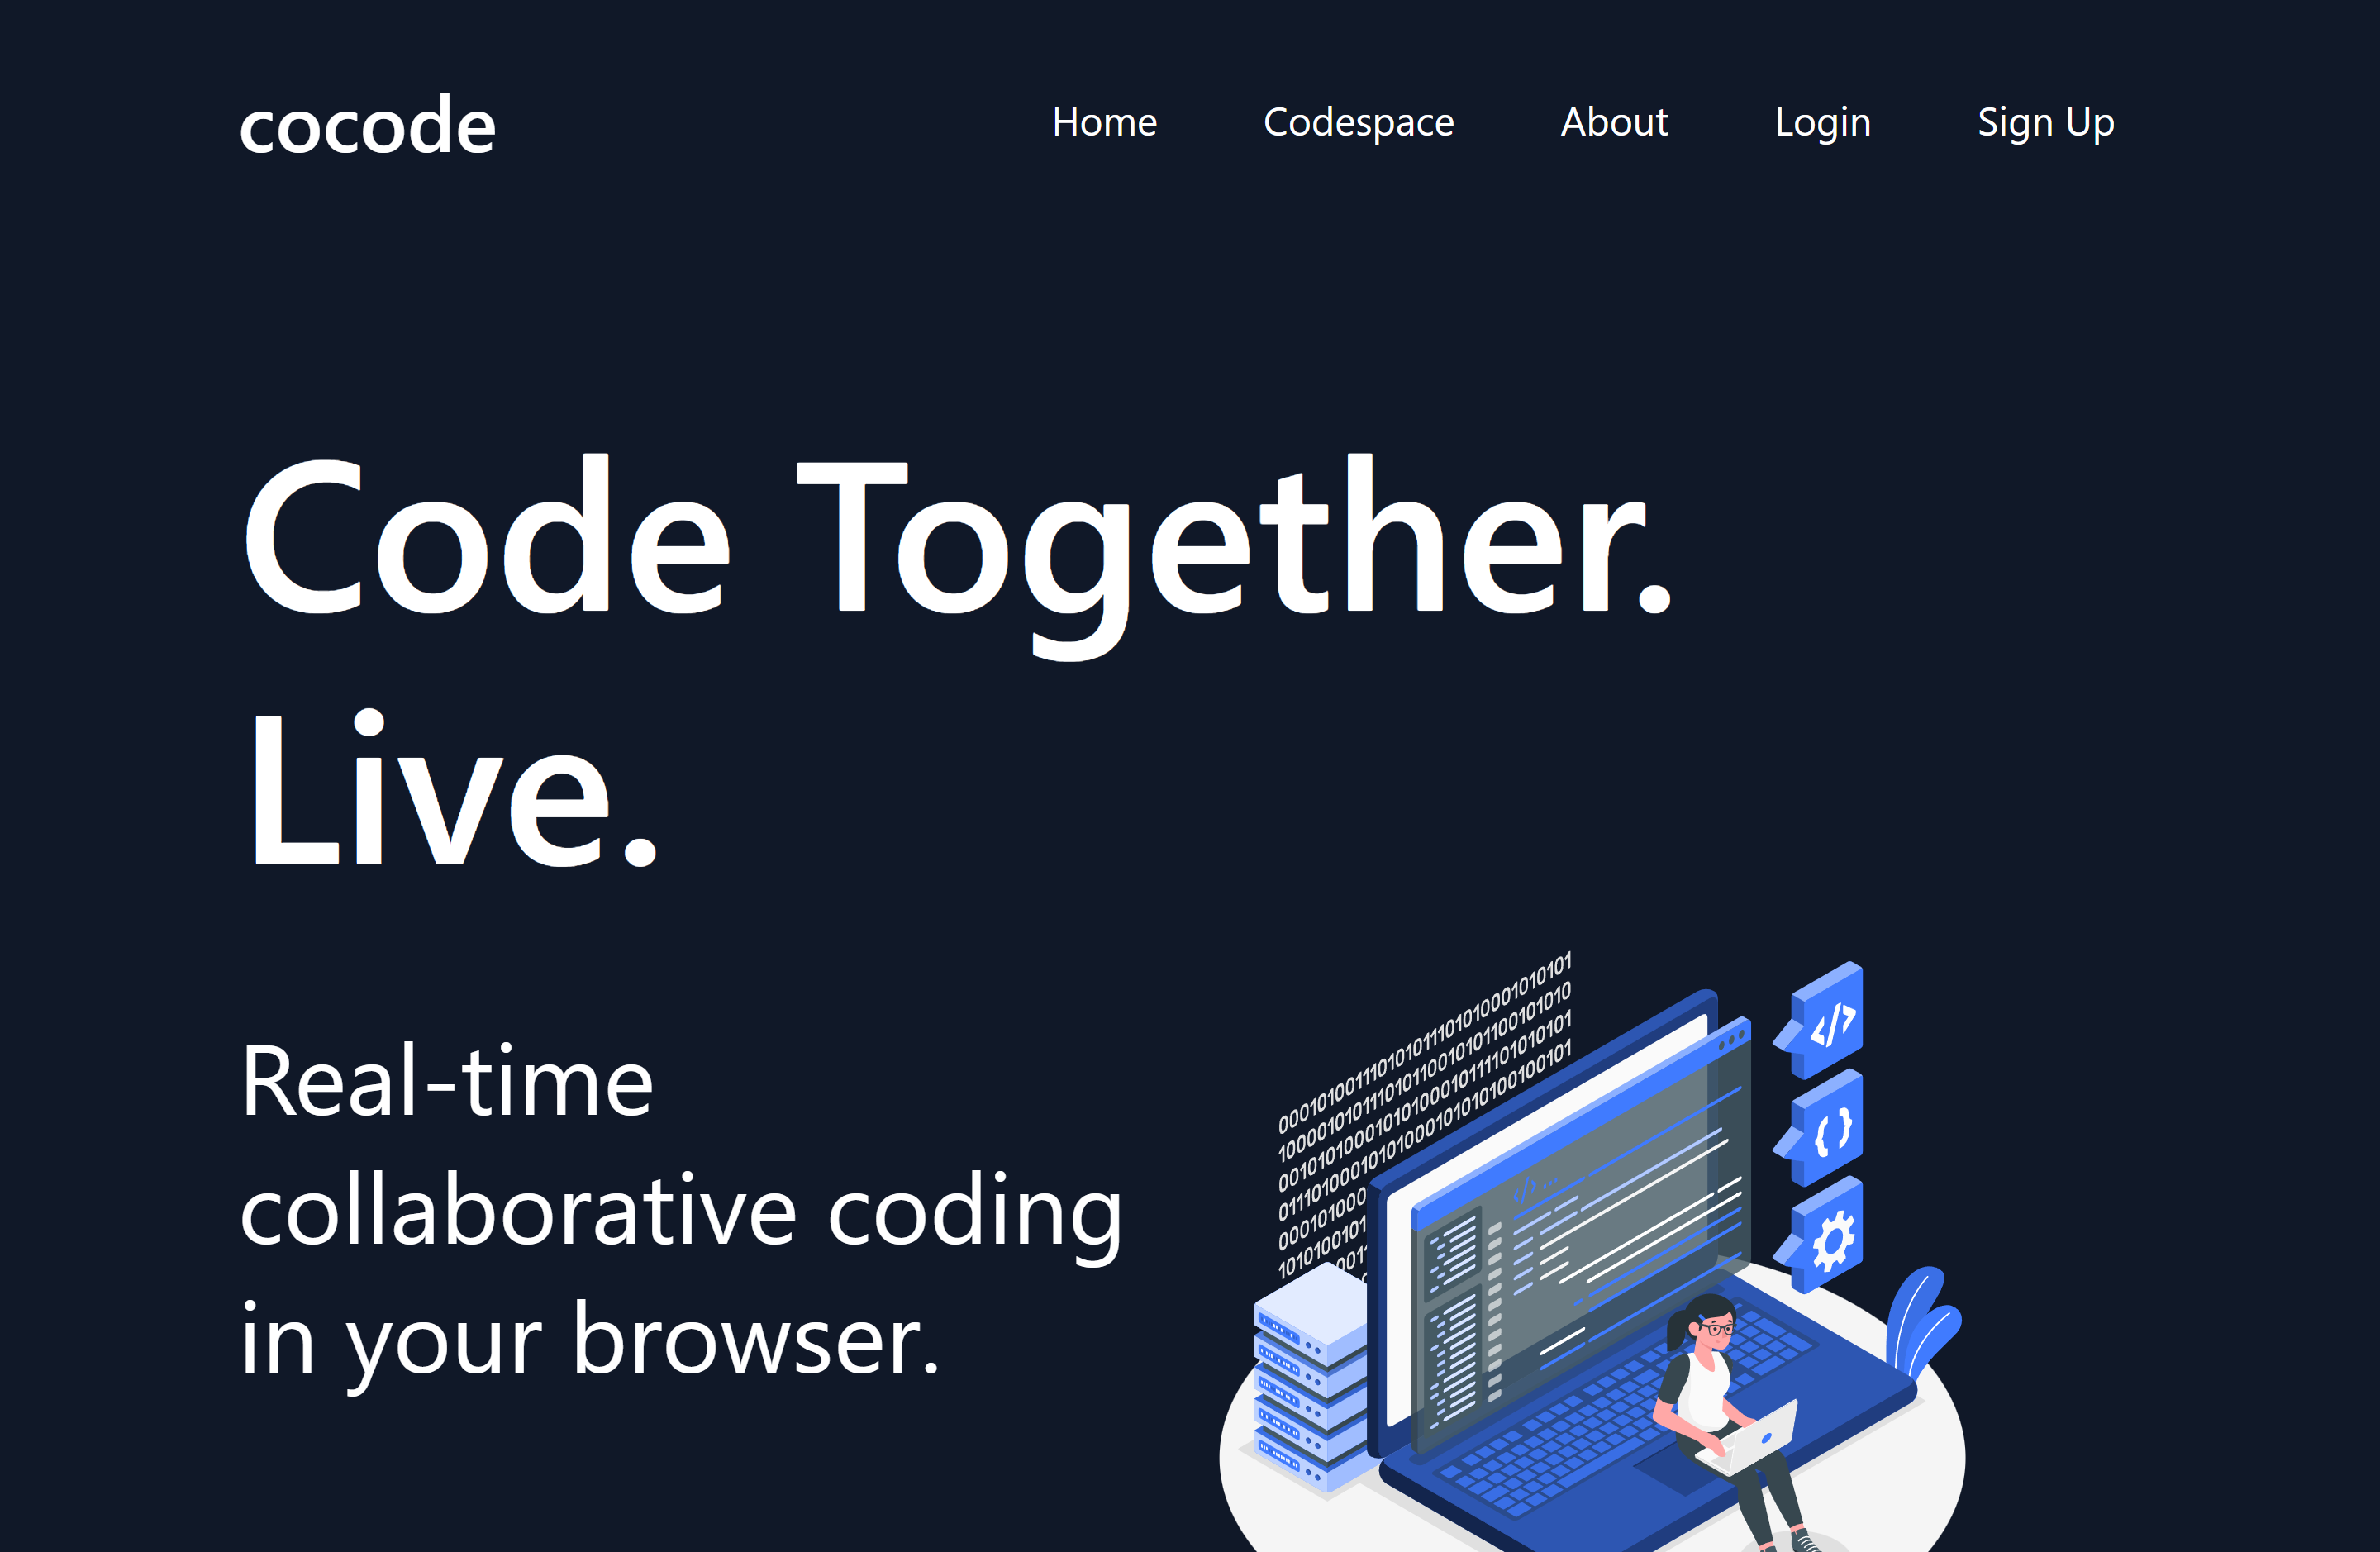 cocode
Home Codespace About Login Sign Up
Code Together.
Live.
Real-time
collaborative coding
in your browser.